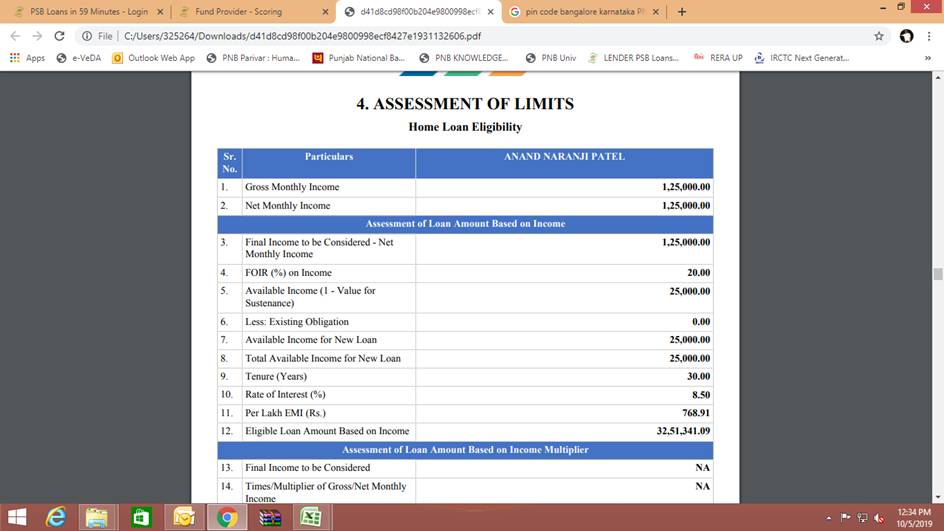 PSB Loans in 59 Minutes - Login
Fund Provider - Scoring
d41d8cd98f00b204e9800998ecf8
pin code bangalore karnataka P
File
C:/Users/325264/Downloads/d41d8cd98f00b204e9800998ecf8427e1931132606.pdf
Apps
e-VeDA
Outlook Web App
PNB Parivar : Huma...
Punjab National Ba...
PNB KNOWLEDGE...
PNB Univ
LENDER PSB Loans...
RERA UP
IRCTC Next Generat...
»
4. ASSESSMENT OF LIMITS
Home Loan Eligibility
Sr. No. Particulars ANAND NARANJI PATEL
1. Gross Monthly Income 1,25,000.00
2. Net Monthly Income 1,25,000.00
Assessment of Loan Amount Based on Income
3. Final Income to be Considered - Net 1,25,000.00
Monthly Income
4. FOIR (%) on Income 20.00
5. Available Income (1 - Value for 25,000.00
Sustenance)
6. Less: Existing Obligation 0.00
7. Available Income for New Loan 25,000.00
8. Total Available Income for New Loan 25,000.00
9. Tenure (Years) 30.00
10. Rate of Interest (%) 8.50
11. Per Lakh EMI (Rs.) 768.91
12. Eligible Loan Amount Based on Income 32,51,341.09
Assessment of Loan Amount Based on Income Multiplier
13. Final Income to be Considered NA
14. Times/Multiplier of Gross/Net Monthly NA
Income
12:34 PM
10/5/2019